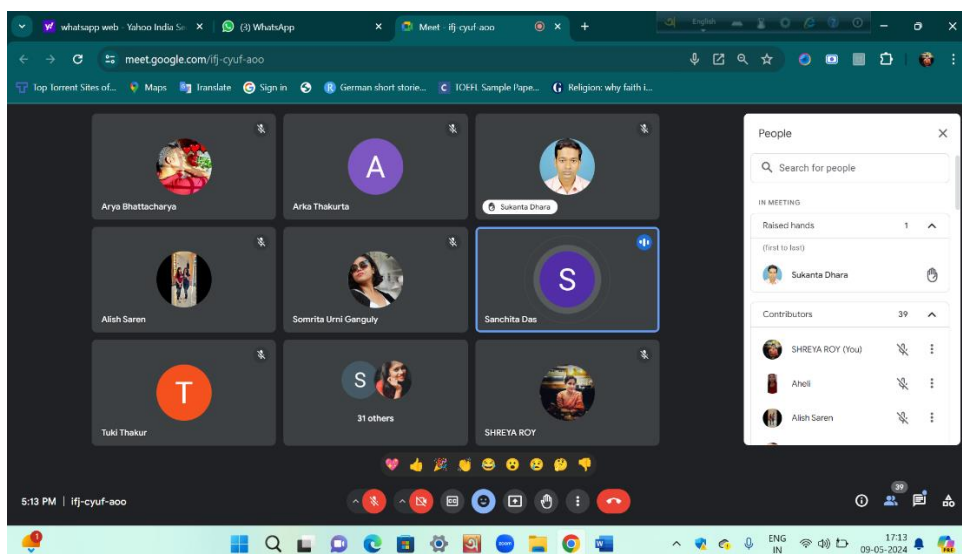 whatsapp web - Yahoo India Se
(3) WhatsApp
Meet - ifj-cyuf-aoo
English
meet.google.com/ifj-cyuf-aoo
Top Torrent Sites of...
Maps
Translate
Sign in
German short storie...
TOEFL Sample Pape...
Religion: why faith i...
Arya Bhattacharya
A
Arka Thakurta
Sukanta Dhara
Alish Saren
Somrita Urni Ganguly
S
Sanchita Das
T
Tuki Thakur
S
31 others
SHREYA ROY
People
Search for people
IN MEETING
Raised hands 1
(first to last)
Sukanta Dhara
Contributors 39
SHREYA ROY (You)
Aheli
Alish Saren
5:13 PM | ifj-cyuf-aoo
CC
39
zoom
W
ENG
IN
17:13
09-05-2024
PRE